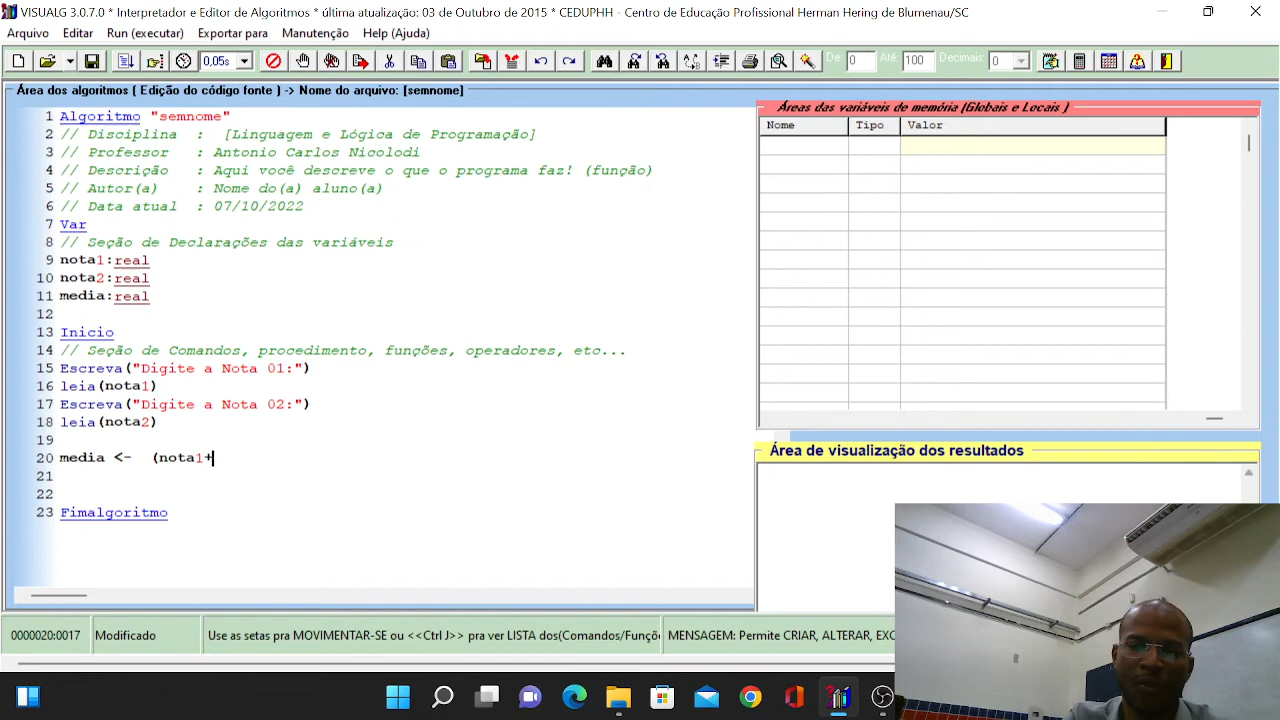 VISUALG 3.0.7.0 * Interpretador e Editor de Algoritmos * última atualização: 03 de Outubro de 2015 * CEDUPHH - Centro de Educação Profissional Herman Hering de Blumenau/SC
Arquivo Editar Run (executar) Exportar para Manutenção Help (Ajuda)
0,05s De: 0 Até: 100 Decimais: 0
Área dos algoritmos ( Edição do código fonte ) -> Nome do arquivo: [semnome]
Áreas das variáveis de memória (Globais e Locais )
Nome Tipo Valor
1 Algoritmo "semnome"
2 // Disciplina : [Linguagem e Lógica de Programação]
3 // Professor : Antonio Carlos Nicolodi
4 // Descrição : Aqui você descreve o que o programa faz! (função)
5 // Autor(a) : Nome do(a) aluno(a)
6 // Data atual : 07/10/2022
7 Var
8 // Seção de Declarações das variáveis
9 nota1:real
10 nota2:real
11 media:real
12
13 Inicio
14 // Seção de Comandos, procedimento, funções, operadores, etc...
15 Escreva("Digite a Nota 01:")
16 leia(nota1)
17 Escreva("Digite a Nota 02:")
18 leia(nota2)
19
20 media <- (nota1+
21
22
23 Fimalgoritmo
Área de visualização dos resultados
0000020:0017 Modificado Use as setas pra MOVIMENTAR-SE ou <<Ctrl J>> pra ver LISTA dos(Comandos/Funçõe MENSAGEM: Permite CRIAR, ALTERAR, EXC